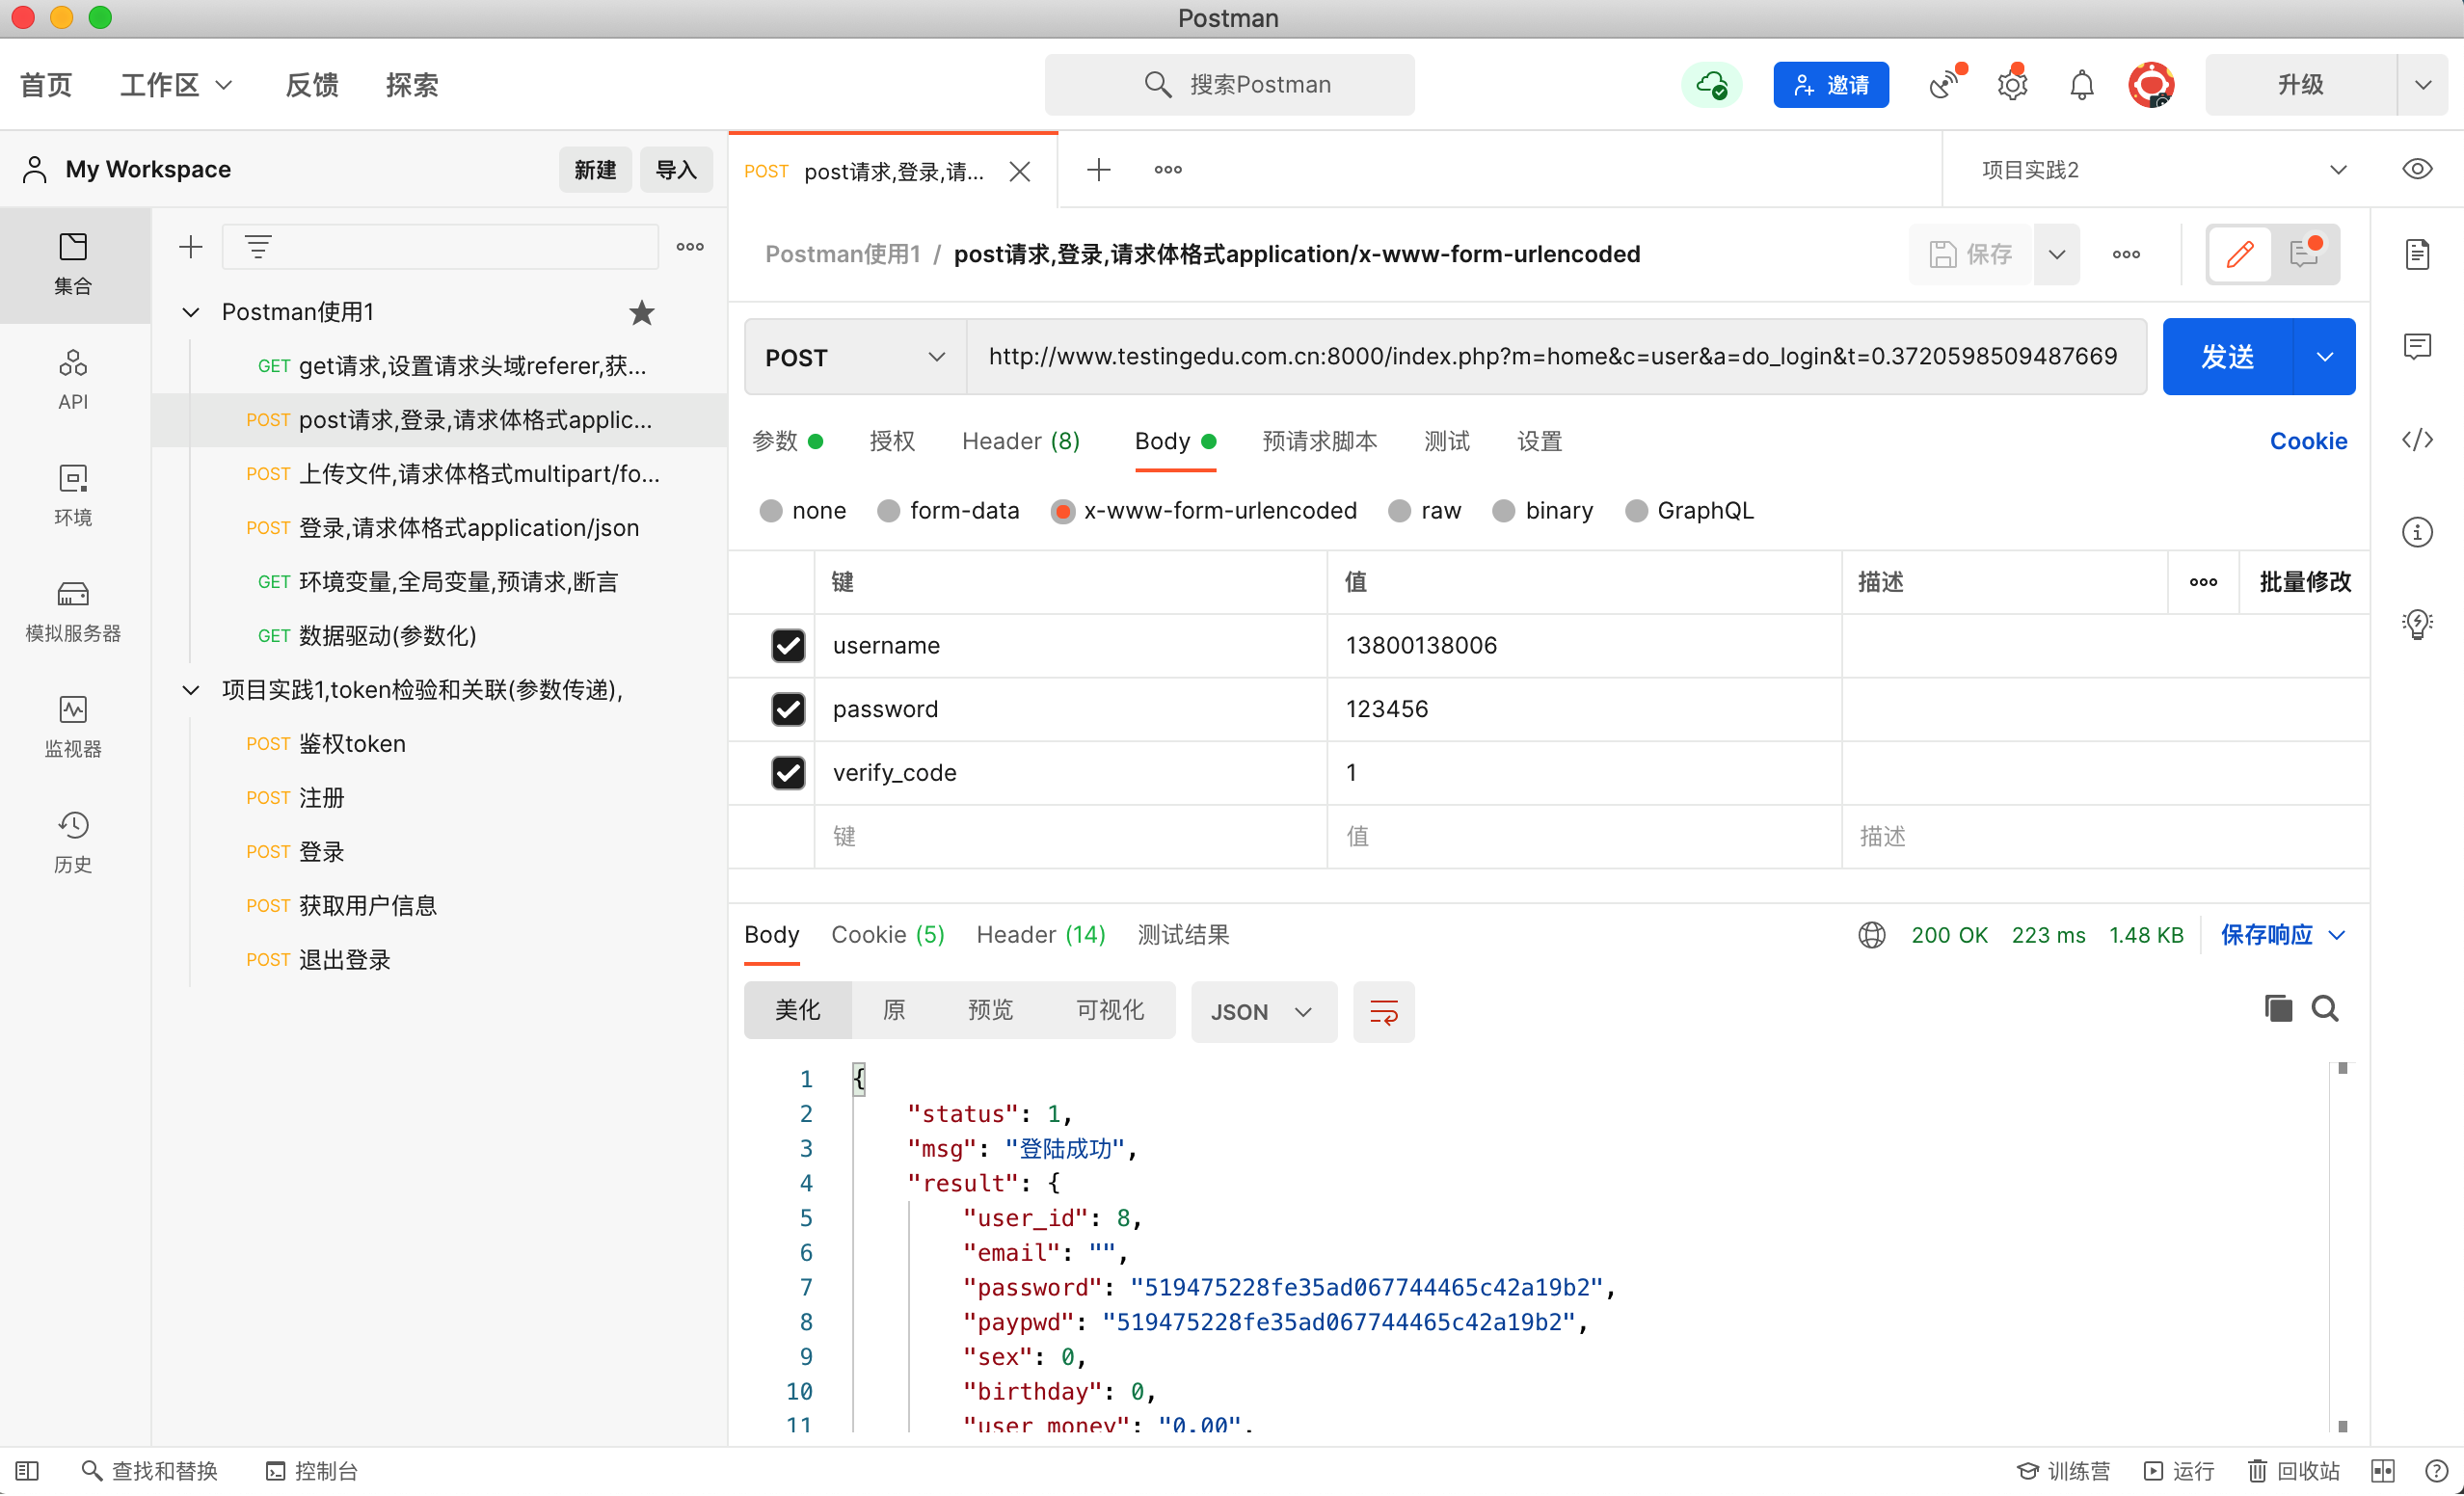 Postman
首页 工作区 反馈 探索 搜索Postman 邀请 升级
My Workspace 新建 导入
POST post请求,登录,请... 项目实践2
集合
API
环境
模拟服务器
监视器
历史
Postman使用1
GET get请求,设置请求头域referer,获...
POST post请求,登录,请求体格式applic...
POST 上传文件,请求体格式multipart/fo...
POST 登录,请求体格式application/json
GET 环境变量,全局变量,预请求,断言
GET 数据驱动(参数化)
项目实践1,token检验和关联(参数传递),
POST 鉴权token
POST 注册
POST 登录
POST 获取用户信息
POST 退出登录
Postman使用1 / post请求,登录,请求体格式application/x-www-form-urlencoded 保存
POST http://www.testingedu.com.cn:8000/index.php?m=home&c=user&a=do_login&t=0.3720598509487669 发送
参数 授权 Header (8) Body 预请求脚本 测试 设置 Cookie
none form-data x-www-form-urlencoded raw binary GraphQL
键 值 描述 批量修改
username 13800138006
password 123456
verify_code 1
键 值 描述
Body Cookie (5) Header (14) 测试结果 200 OK 223 ms 1.48 KB 保存响应
美化 原 预览 可视化 JSON
1 {
2 "status": 1,
3 "msg": "登陆成功",
4 "result": {
5 "user_id": 8,
6 "email": "",
7 "password": "519475228fe35ad067744465c42a19b2",
8 "paypwd": "519475228fe35ad067744465c42a19b2",
9 "sex": 0,
10 "birthday": 0,
11 "user_money": "0.00",
查找和替换 控制台 训练营 运行 回收站